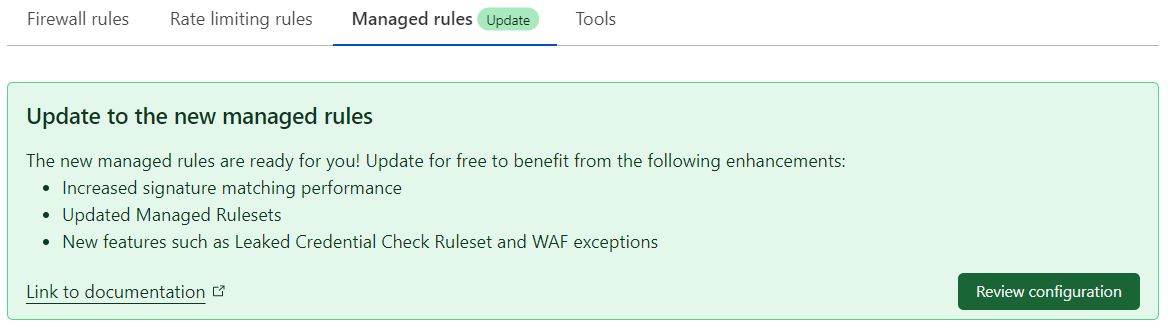 Firewall rules Rate limiting rules Managed rules Update Tools
Update to the new managed rules
The new managed rules are ready for you! Update for free to benefit from the following enhancements:
• Increased signature matching performance
• Updated Managed Rulesets
• New features such as Leaked Credential Check Ruleset and WAF exceptions
Link to documentation Review configuration